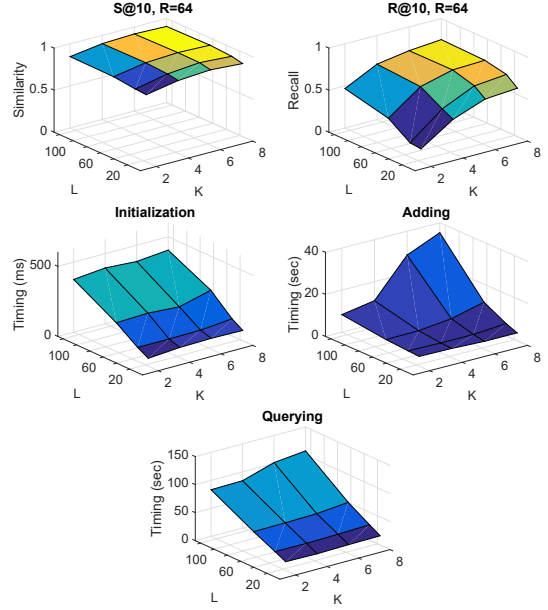 S@10, R=64
Similarity
1
0.5
0
100
60
20
L
2
4
6
8
K
R@10, R=64
Recall
1
0.5
0
100
60
20
L
2
4
6
8
K
Initialization
Timing (ms)
500
0
100
60
20
L
2
4
6
8
K
Adding
Timing (sec)
40
20
0
100
60
20
L
2
4
6
8
K
Querying
Timing (sec)
150
100
50
0
100
60
20
L
2
4
6
8
K